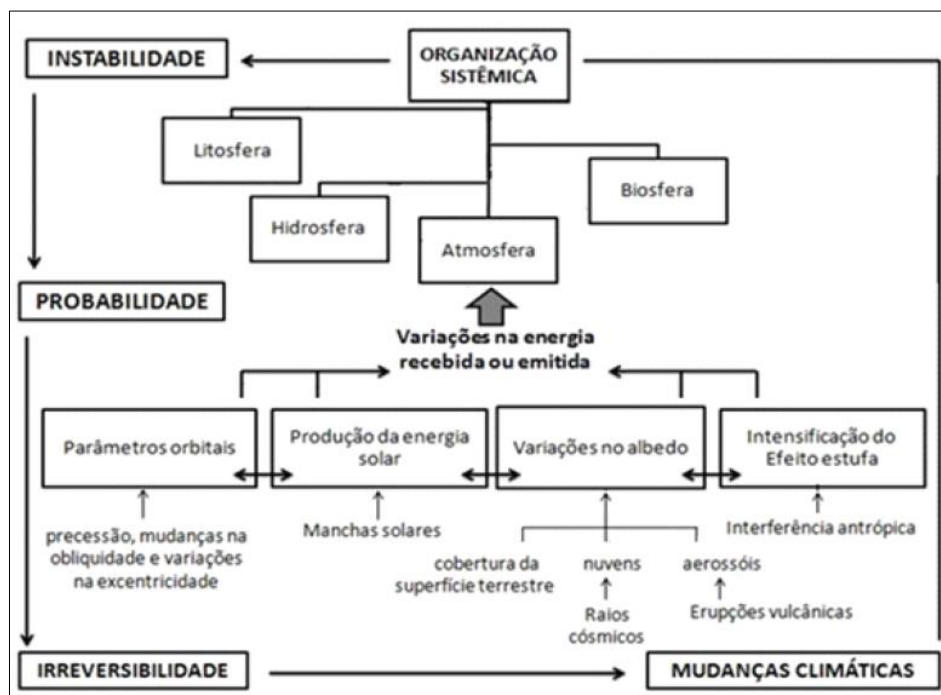 INSTABILIDADE
ORGANIZAÇÃO
SISTÊMICA
Litosfera
Biosfera
Hidrosfera
Atmosfera
PROBABILIDADE
Variações na energia
recebida ou emitida
Parâmetros orbitais
Produção da energia
solar
Variações no albedo
Intensificação do
Efeito estufa
precessão, mudanças na
obliquidade e variações
na excentricidade
Manchas solares
cobertura da
superfície terrestre
nuvens
Raios
cósmicos
aerossóis
Erupções vulcânicas
Interferência antrópica
IRREVERSIBILIDADE
MUDANÇAS CLIMÁTICAS